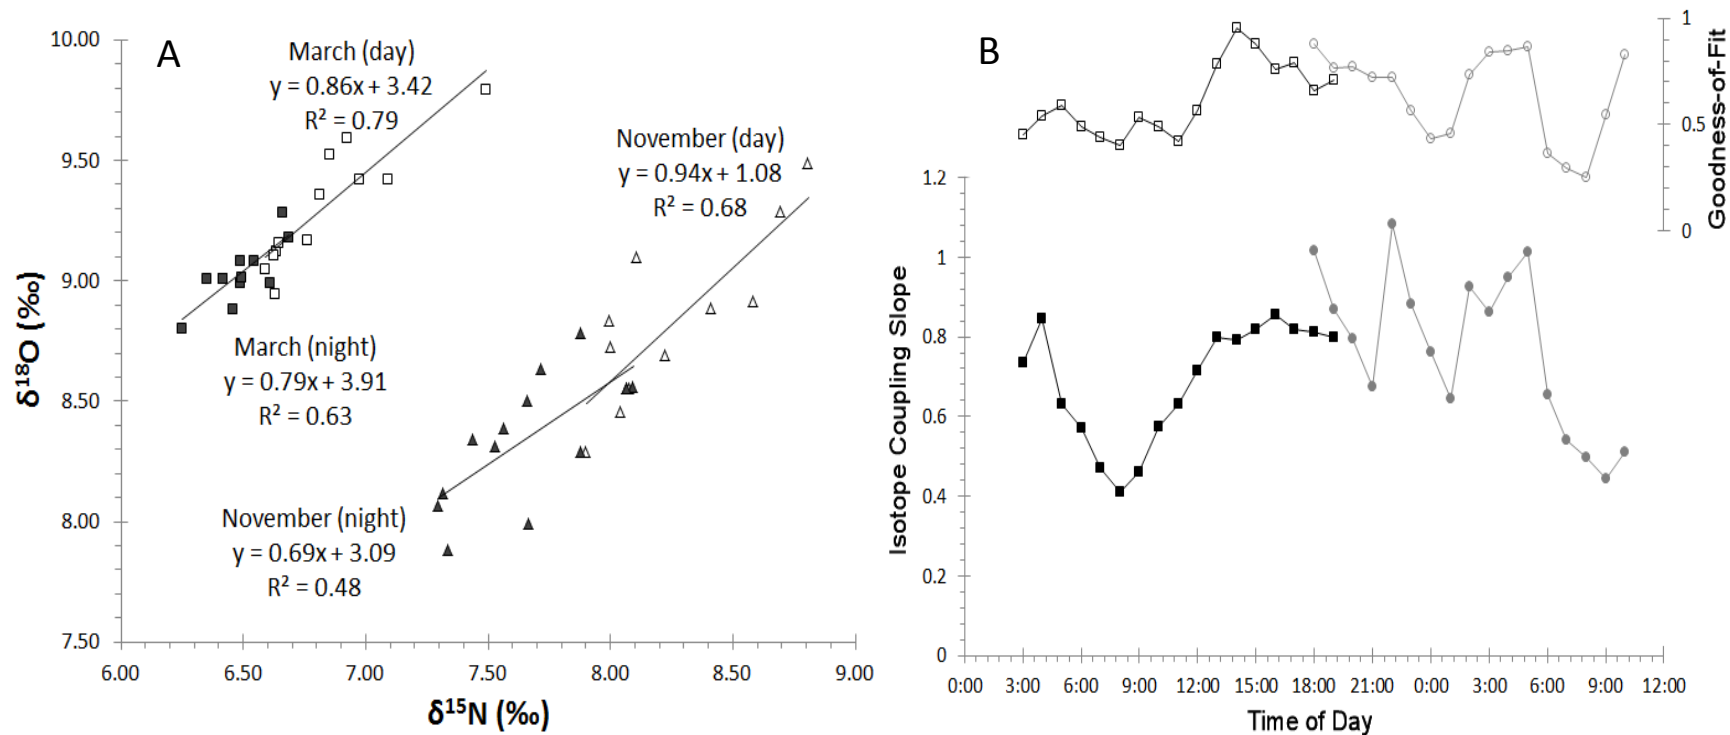 A
March (day)
y = 0.86x + 3.42
R² = 0.79
November (day)
y = 0.94x + 1.08
R² = 0.68
March (night)
y = 0.79x + 3.91
R² = 0.63
November (night)
y = 0.69x + 3.09
R² = 0.48
10.00
9.50
9.00
8.50
8.00
7.50
δ¹⁸O (‰)
6.00 6.50 7.00 7.50 8.00 8.50 9.00
δ¹⁵N (‰)
B
1
0.5
0
Goodness-of-Fit
1.2
1
0.8
0.6
0.4
0.2
0
Isotope Coupling Slope
0:00 3:00 6:00 9:00 12:00 15:00 18:00 21:00 0:00 3:00 6:00 9:00 12:00
Time of Day